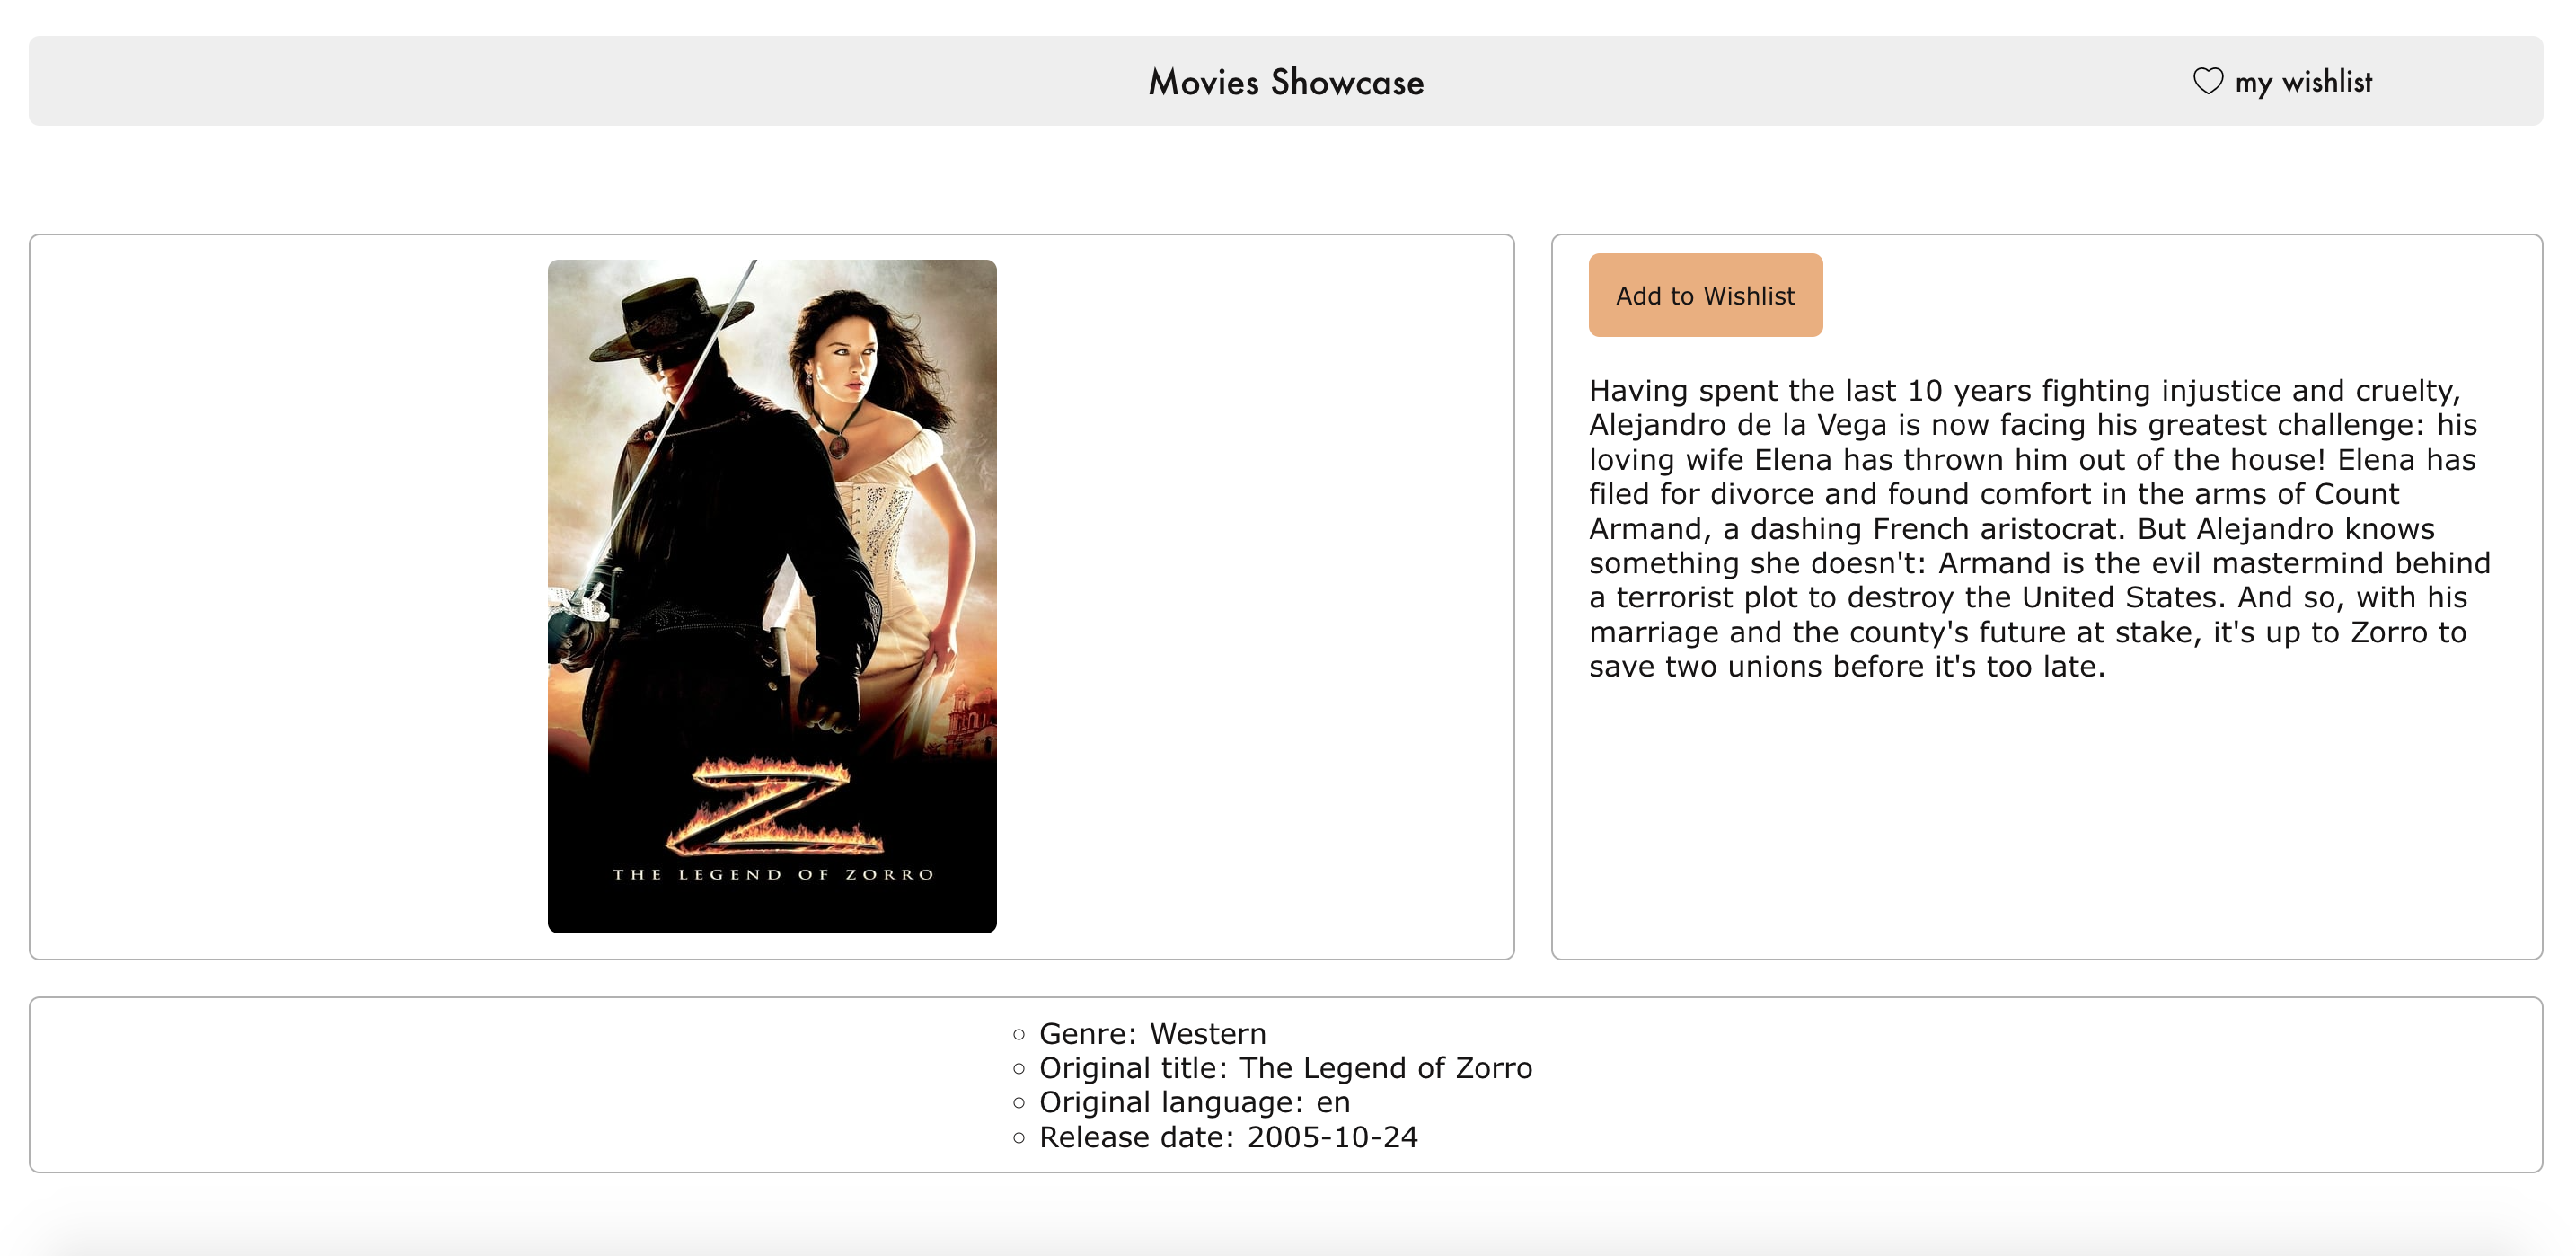 Movies Showcase
my wishlist
Z
THE LEGEND OF ZORRO
Add to Wishlist
Having spent the last 10 years fighting injustice and cruelty,
Alejandro de la Vega is now facing his greatest challenge: his
loving wife Elena has thrown him out of the house! Elena has
filed for divorce and found comfort in the arms of Count
Armand, a dashing French aristocrat. But Alejandro knows
something she doesn't: Armand is the evil mastermind behind
a terrorist plot to destroy the United States. And so, with his
marriage and the county's future at stake, it's up to Zorro to
save two unions before it's too late.
Genre: Western
Original title: The Legend of Zorro
Original language: en
Release date: 2005-10-24